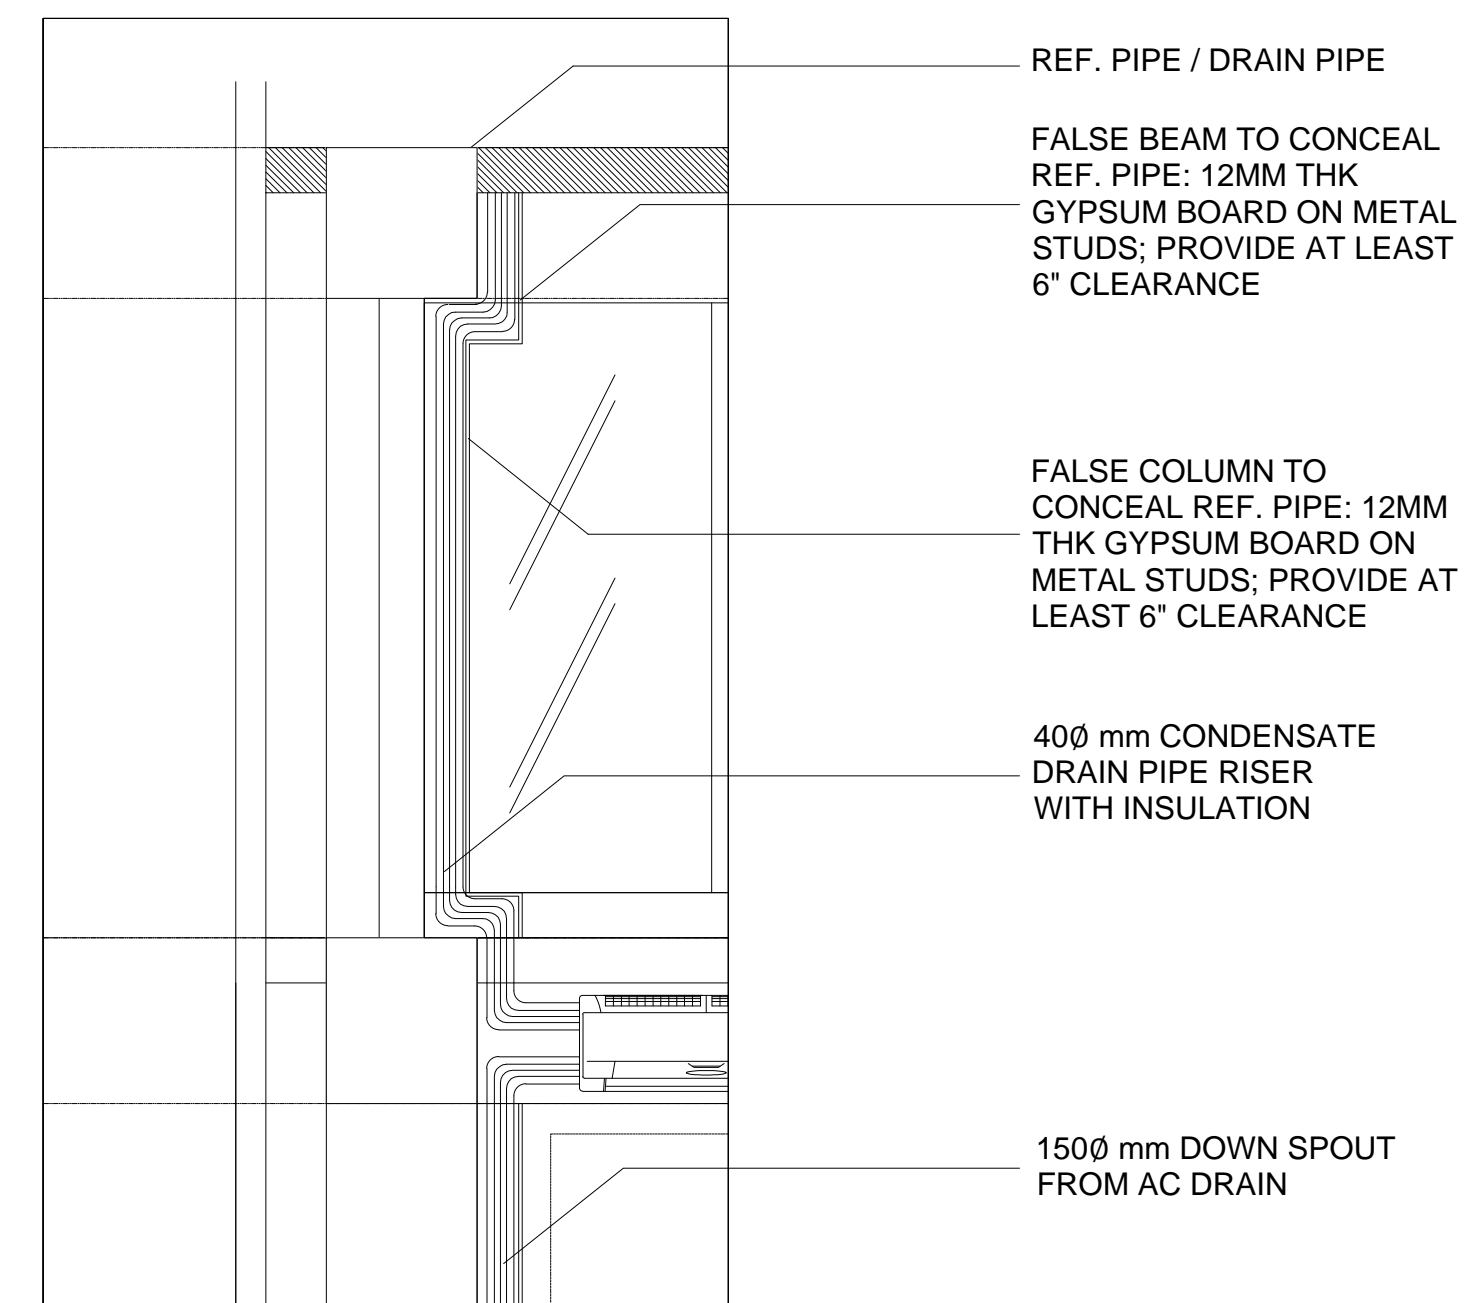 REF. PIPE / DRAIN PIPE
FALSE BEAM TO CONCEAL
REF. PIPE: 12MM THK
GYPSUM BOARD ON METAL
STUDS; PROVIDE AT LEAST
6" CLEARANCE
FALSE COLUMN TO
CONCEAL REF. PIPE: 12MM
THK GYPSUM BOARD ON
METAL STUDS; PROVIDE AT
LEAST 6" CLEARANCE
40Ø mm CONDENSATE
DRAIN PIPE RISER
WITH INSULATION
150Ø mm DOWN SPOUT
FROM AC DRAIN